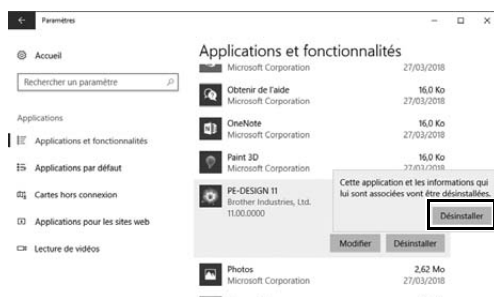 Paramètres
Accueil
Rechercher un paramètre
Applications
Applications et fonctionnalités
Applications par défaut
Cartes hors connexion
Applications pour les sites web
Lecture de vidéos
Applications et fonctionnalités
Microsoft Corporation 27/03/2018
Obtenir de l'aide 16,0 Ko
Microsoft Corporation 27/03/2018
OneNote 16,0 Ko
Microsoft Corporation 27/03/2018
Paint 3D 16,0 Ko
Microsoft Corporation 27/03/2018
Cette application et les informations qui
lui sont associées vont être désinstallées.
Désinstaller
PE-DESIGN 11
Brother Industries, Ltd.
11.00.0000
Modifier Désinstaller
Photos 2,62 Mo
Microsoft Corporation 27/03/2018